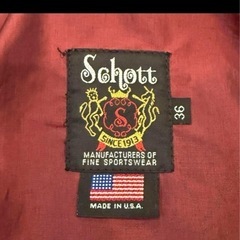 Schott
S
SINCE 1913
MANUFACTURERS OF
FINE SPORTSWEAR
36
MADE IN U.S.A.